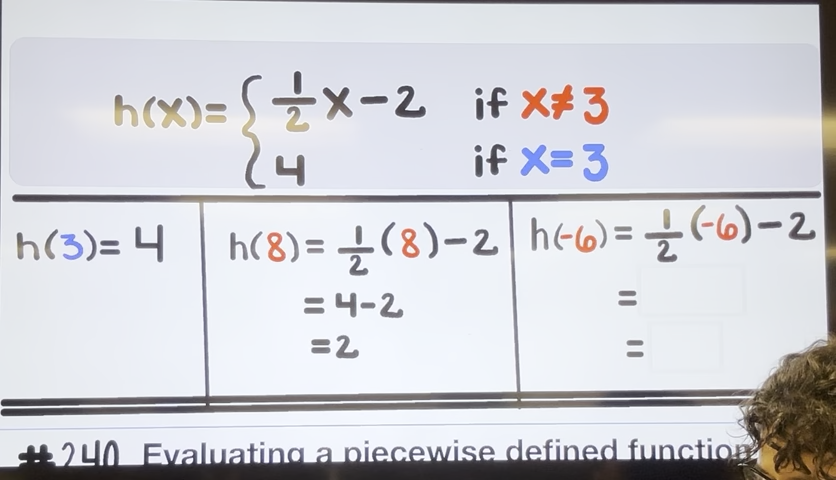 h(x)= { 1/2 x-2 if x≠3
4 if x=3
h(3)=4
h(8)= 1/2 (8)-2
=4-2
=2
h(-6)= 1/2 (-6)-2
=
=
#240 Evaluating a piecewise defined function